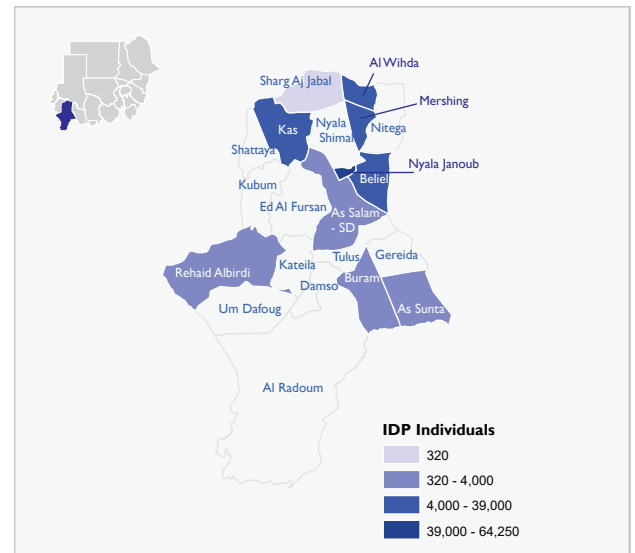 Al Wihda
Sharg Aj Jabal
Mershing
Kas
Nyala
Shimal
Nitega
Shattaya
Nyala Janoub
Kubum
Beliel
Ed Al Fursan
As Salam
- SD
Rehaid Albirdi
Kateila
Tulus
Gereida
Damso
Buram
Um Dafoug
As Sunta
Al Radoum
IDP Individuals
320
320 - 4,000
4,000 - 39,000
39,000 - 64,250